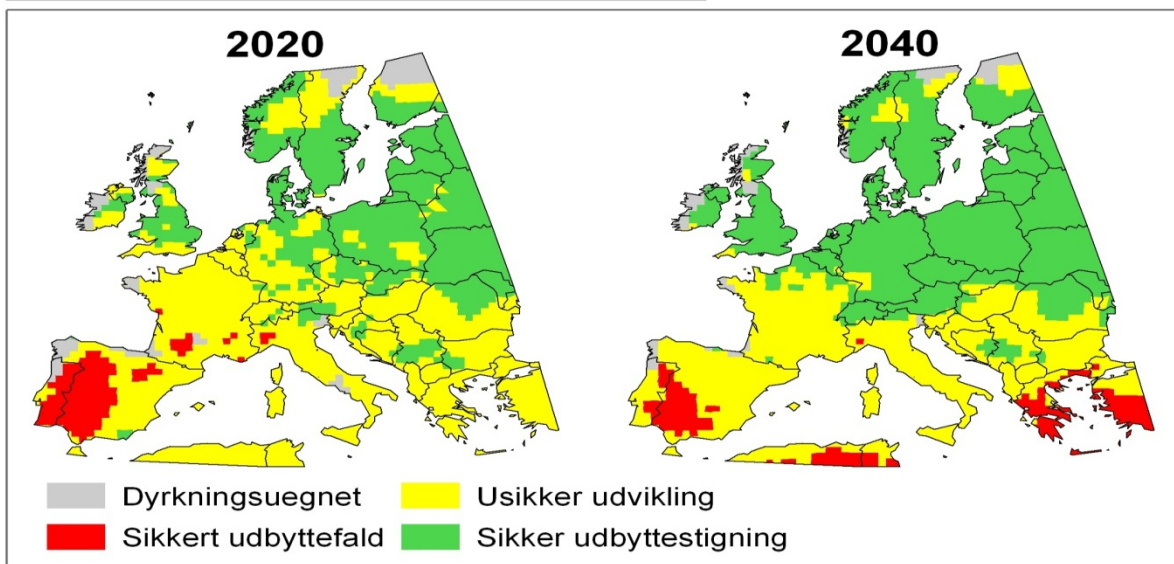 2020
2040
Dyrkningsuegnet
Usikker udvikling
Sikkert udbyttefald
Sikker udbyttestigning